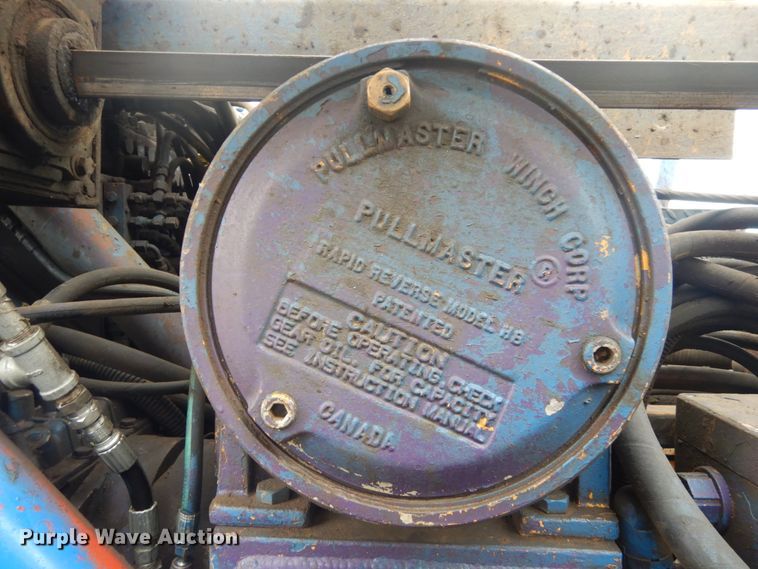 PULLMASTER WINCH CORP
PULLMASTER ®
RAPID REVERSE MODEL H8
PATENTED
CAUTION
BEFORE OPERATING, CHECK
GEAR OIL. FOR CAPACITY
SEE INSTRUCTION MANUAL
CANADA
Purple Wave Auction